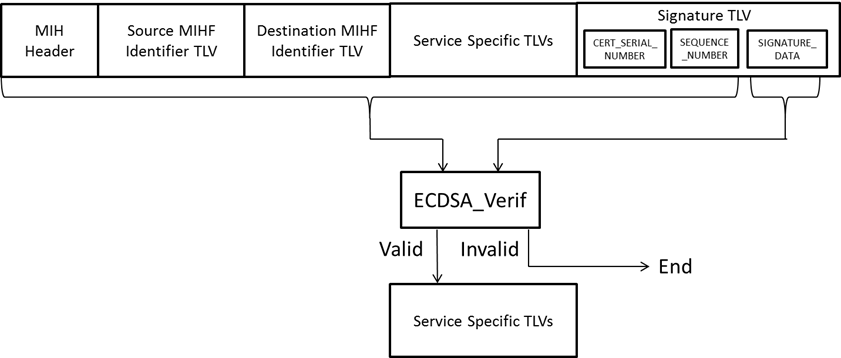 MIH
Header
Source MIHF
Identifier TLV
Destination MIHF
Identifier TLV
Service Specific TLVs
Signature TLV
CERT_SERIAL_
NUMBER
SEQUENCE
_NUMBER
SIGNATURE_
DATA
ECDSA_Verif
Valid
Invalid
End
Service Specific TLVs